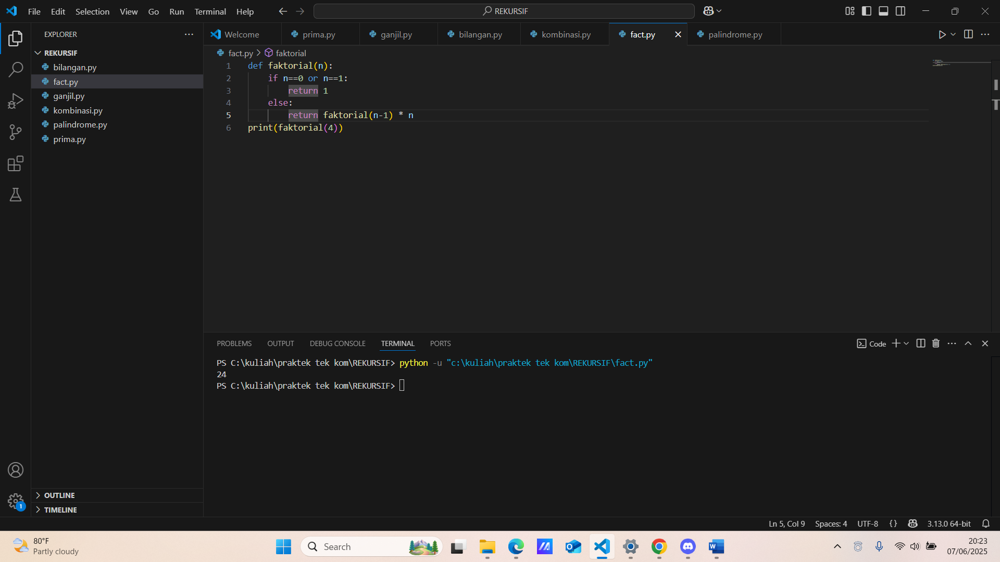 File Edit Selection View Go Run Terminal Help
REKURSIF
EXPLORER
REKURSIF
bilangan.py
fact.py
ganjil.py
kombinasi.py
palindrome.py
prima.py
OUTLINE
TIMELINE
1
Welcome prima.py ganjil.py bilangan.py kombinasi.py fact.py palindrome.py
fact.py > faktorial
1 def faktorial(n):
2 if n==0 or n==1:
3 return 1
4 else:
5 return faktorial(n-1) * n
6 print(faktorial(4))
PROBLEMS OUTPUT DEBUG CONSOLE TERMINAL PORTS
Code
PS C:\kuliah\praktek tek kom\REKURSIF> python -u "c:\kuliah\praktek tek kom\REKURSIF\fact.py"
24
PS C:\kuliah\praktek tek kom\REKURSIF>
Ln 5, Col 9 Spaces: 4 UTF-8 {} 3.13.0 64-bit
80°F
Partly cloudy
Search
20:23
07/06/2025